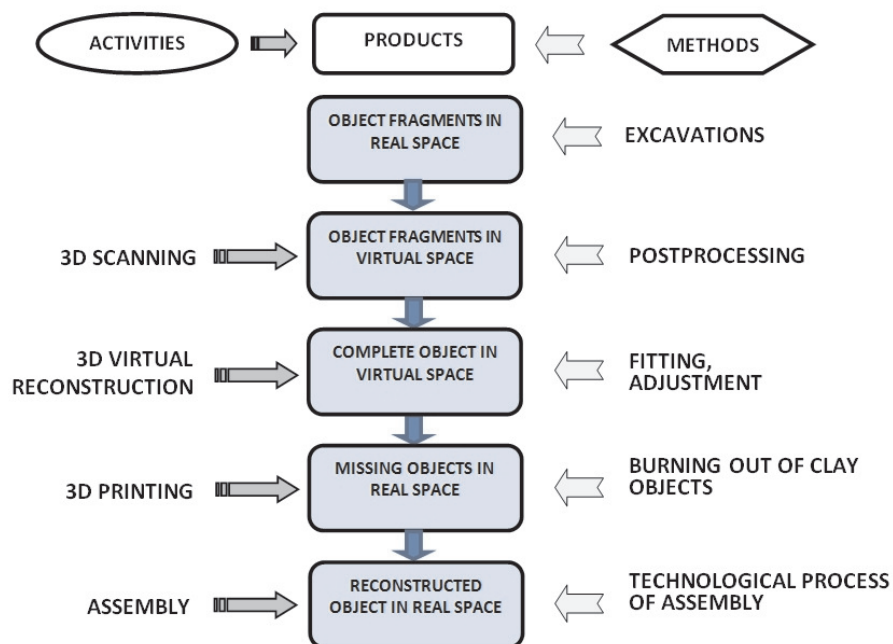 ACTIVITIES
PRODUCTS
METHODS
OBJECT FRAGMENTS IN
REAL SPACE
EXCAVATIONS
3D SCANNING
OBJECT FRAGMENTS IN
VIRTUAL SPACE
POSTPROCESSING
3D VIRTUAL
RECONSTRUCTION
COMPLETE OBJECT IN
VIRTUAL SPACE
FITTING,
ADJUSTMENT
3D PRINTING
MISSING OBJECTS IN
REAL SPACE
BURNING OUT OF CLAY
OBJECTS
ASSEMBLY
RECONSTRUCTED
OBJECT IN REAL SPACE
TECHNOLOGICAL PROCESS
OF ASSEMBLY